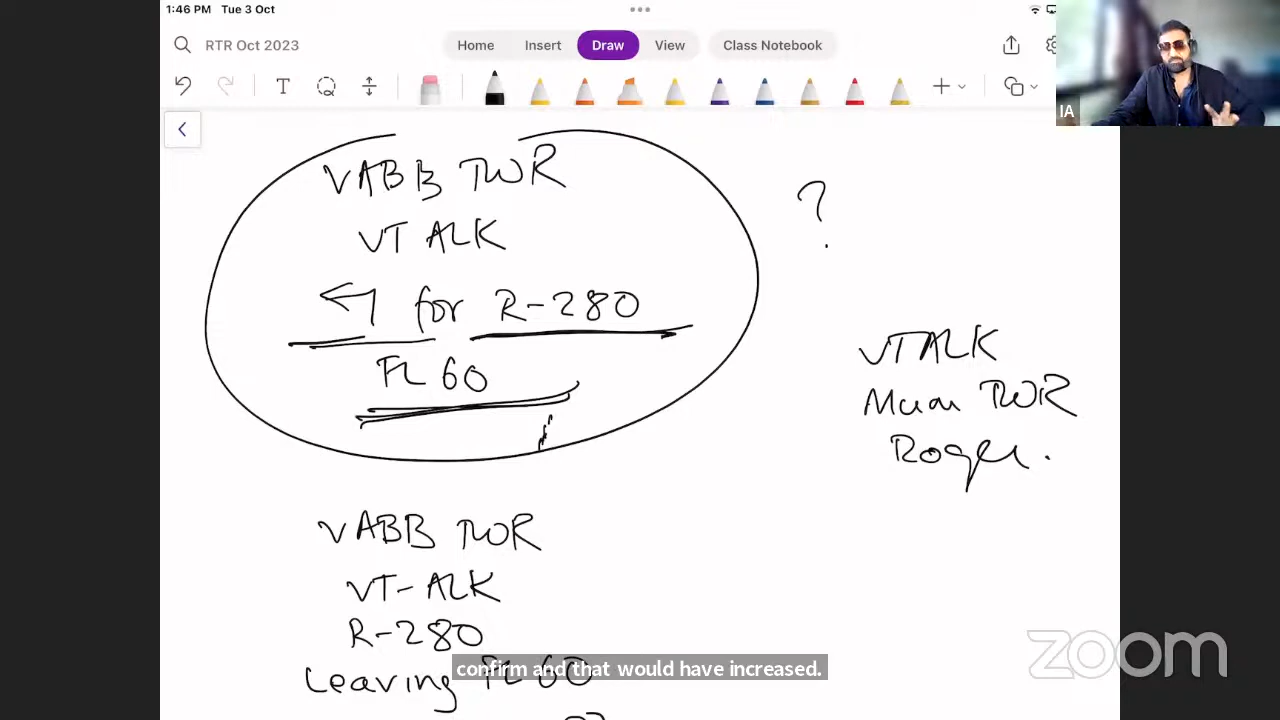 1:46 PM Tue 3 Oct
RTR Oct 2023
Home Insert Draw View Class Notebook
IA
VABB TWR
VT ALK
for R-280
FL 60
?
VTALK
Mum TWR
Roger.
VABB TWR
VT-ALK
R-280
Leaving FL 60
confirm and that would have increased.
zoom